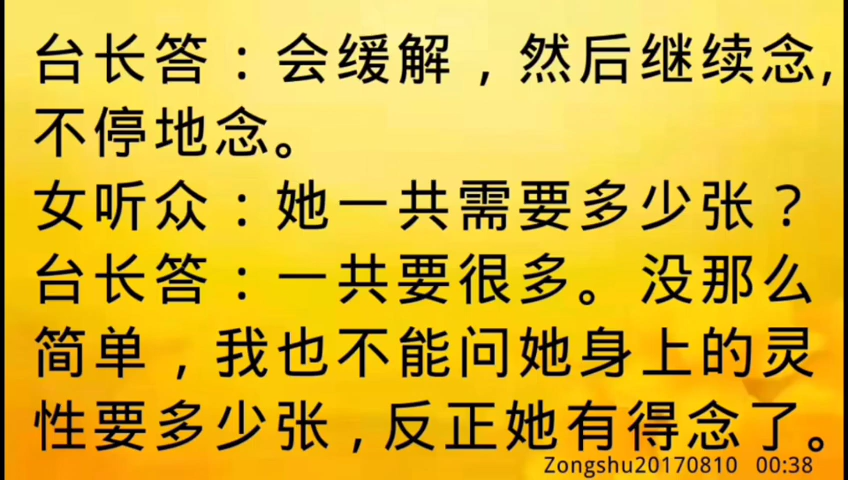 台长答：会缓解，然后继续念，
不停地念。
女听众：她一共需要多少张？
台长答：一共要很多。没那么
简单，我也不能问她身上的灵
性要多少张，反正她有得念了。
Zongshu20170810 00:38